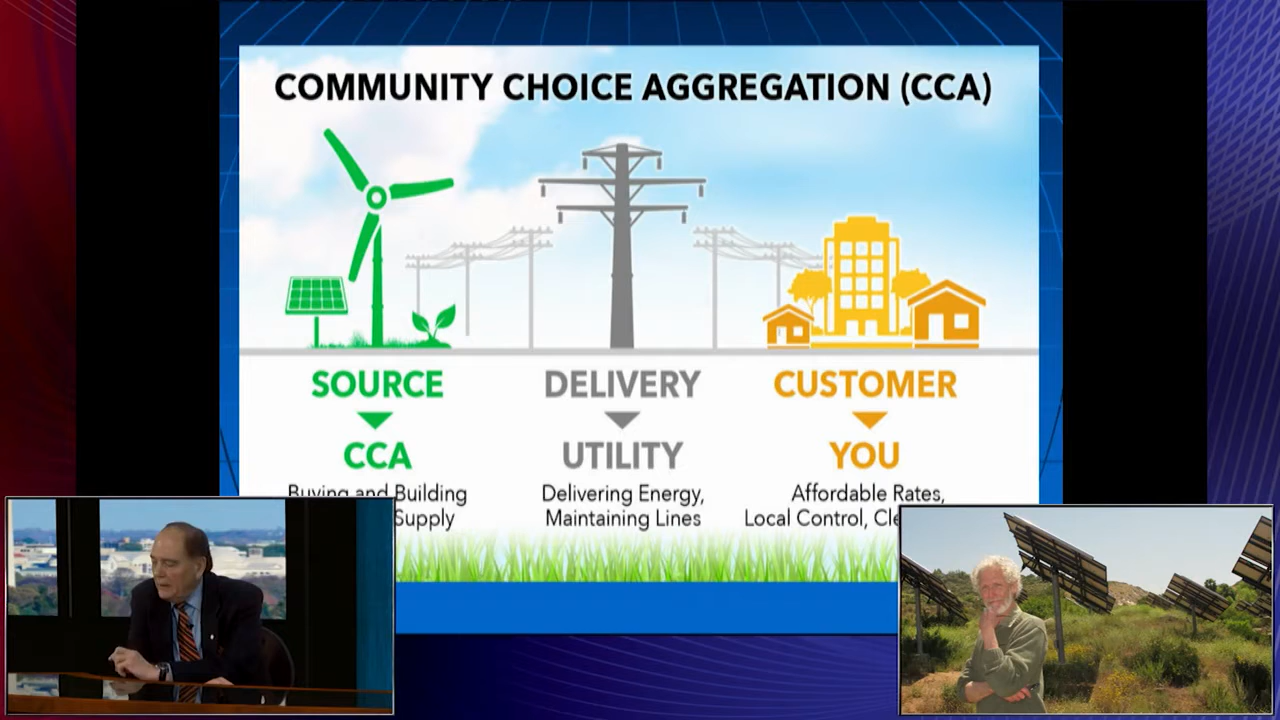 COMMUNITY CHOICE AGGREGATION (CCA)
SOURCE
DELIVERY
CUSTOMER
CCA
UTILITY
YOU
Buying and Building
Supply
Delivering Energy,
Maintaining Lines
Affordable Rates,
Local Control,